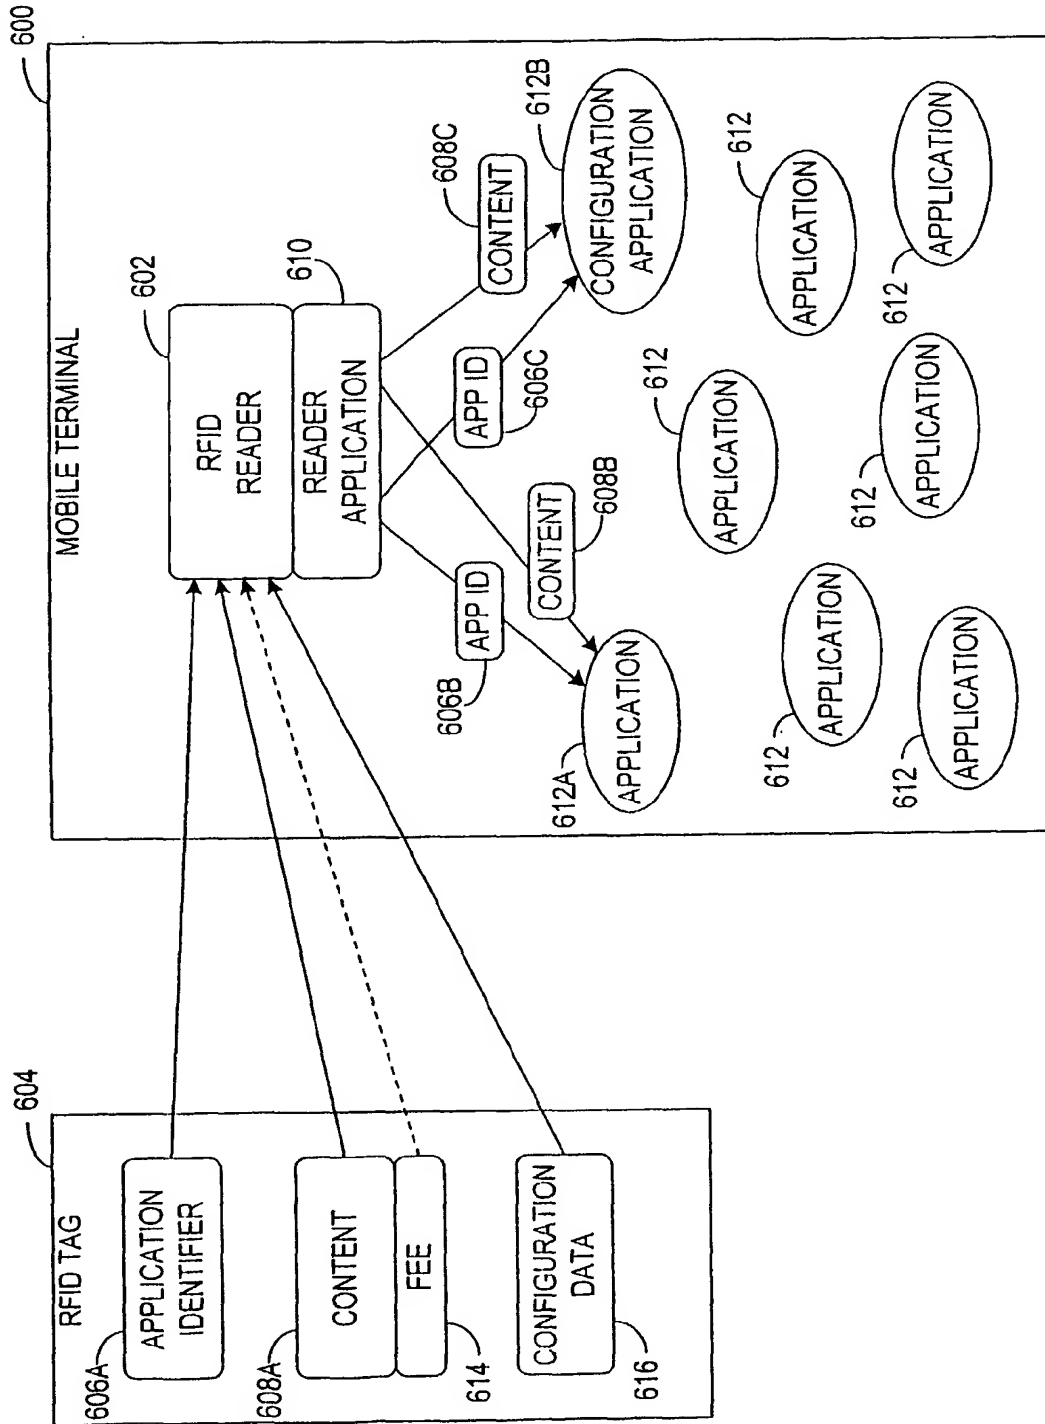 600
MOBILE TERMINAL
602
RFID
READER
610
READER
APPLICATION
608C
CONTENT
612B
CONFIGURATION
APPLICATION
APP ID
606C
APP ID
606B
CONTENT
608B
612A
APPLICATION
612
APPLICATION
612
APPLICATION
612
APPLICATION
612
APPLICATION
612
APPLICATION
612
APPLICATION
604
RFID TAG
606A
APPLICATION
IDENTIFIER
608A
CONTENT
FEE
614
CONFIGURATION
DATA
616